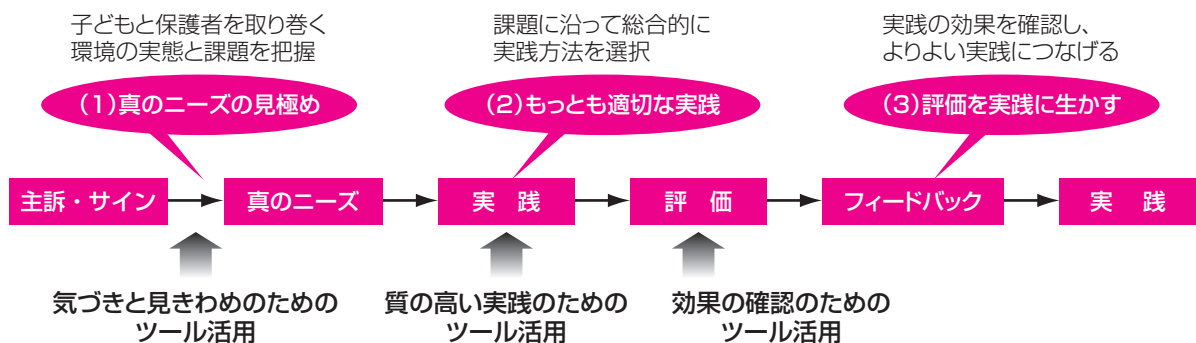 子どもと保護者を取り巻く
環境の実態と課題を把握
課題に沿って総合的に
実践方法を選択
実践の効果を確認し、
よりよい実践につなげる
(1)真のニーズの見極め
(2)もっとも適切な実践
(3)評価を実践に生かす
主訴・サイン
真のニーズ
実 践
評 価
フィードバック
実 践
気づきと見きわめのための
ツール活用
質の高い実践のための
ツール活用
効果の確認のための
ツール活用